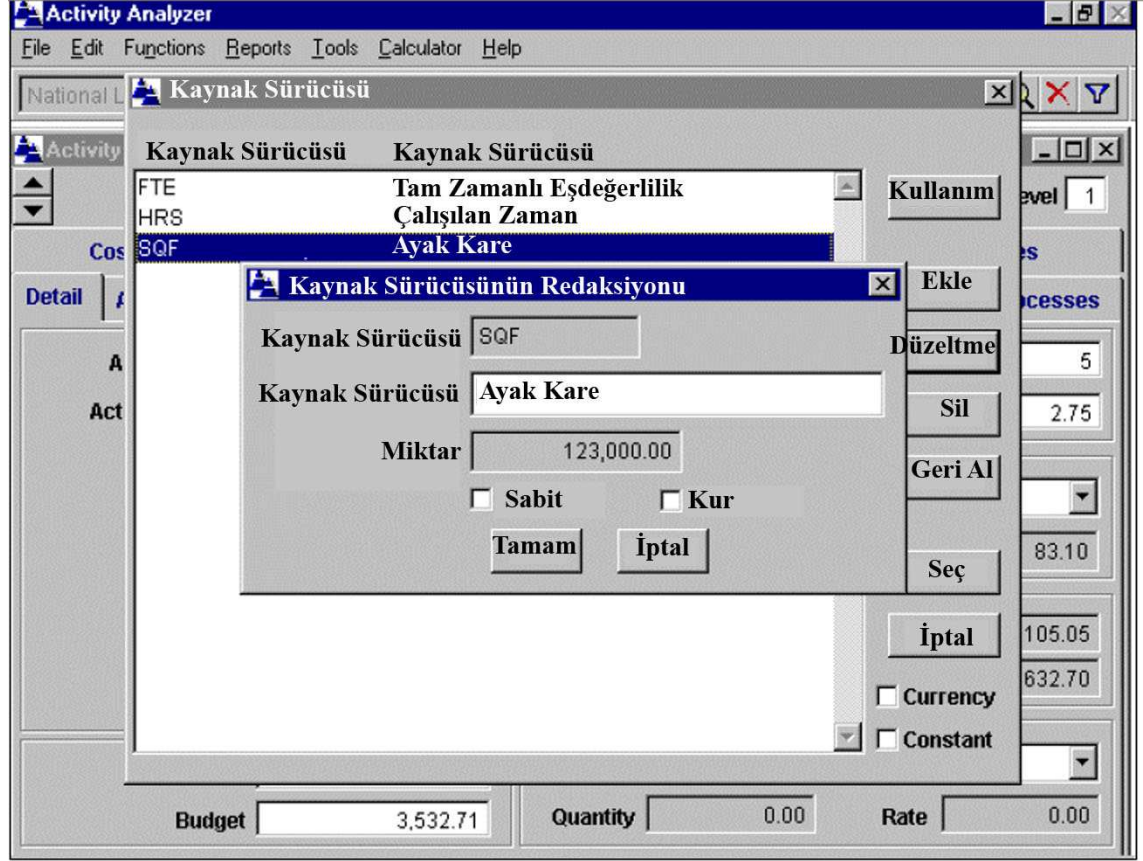 Activity Analyzer
File Edit Functions Reports Tools Calculator Help
National L
Kaynak Sürücüsü
Activity
Kaynak Sürücüsü Kaynak Sürücüsü
FTE Tam Zamanlı Eşdeğerlilik
HRS Çalışılan Zaman
SQF Ayak Kare
Kullanım
evel 1
Cos
es
Detail
ocesses
Kaynak Sürücüsünün Redaksiyonu
Ekle
Kaynak Sürücüsü SQF
Düzeltme
5
Kaynak Sürücüsü Ayak Kare
Act
Sil
2.75
Miktar 123,000.00
Geri Al
Sabit Kur
Tamam İptal
83.10
Seç
İptal
105.05
632.70
Currency
Constant
Budget 3,532.71 Quantity 0.00 Rate 0.00